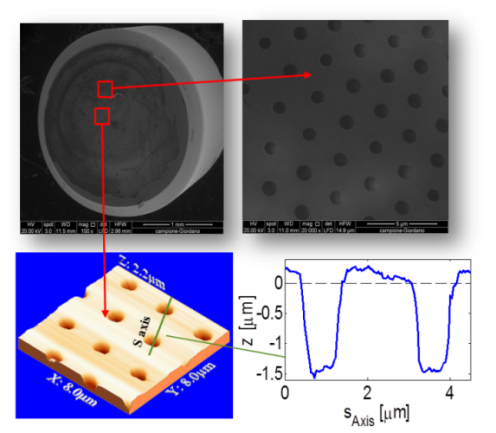 HV spot WD mag HFW 1 mm
20.00 kV 3.0 11.5 mm 100 x LFD 2.98 mm campione-Giordano
HV spot WD mag det HFW 5 µm
20.00 kV 3.0 11.0 mm 20 000 x LFD 14.9 µm campione-Giordano
Z: 2.2µm
S axis
X: 8.0µm
Y: 8.0µm
z [µm]
0
-0.5
-1
-1.5
0 2 4
sAxis [µm]